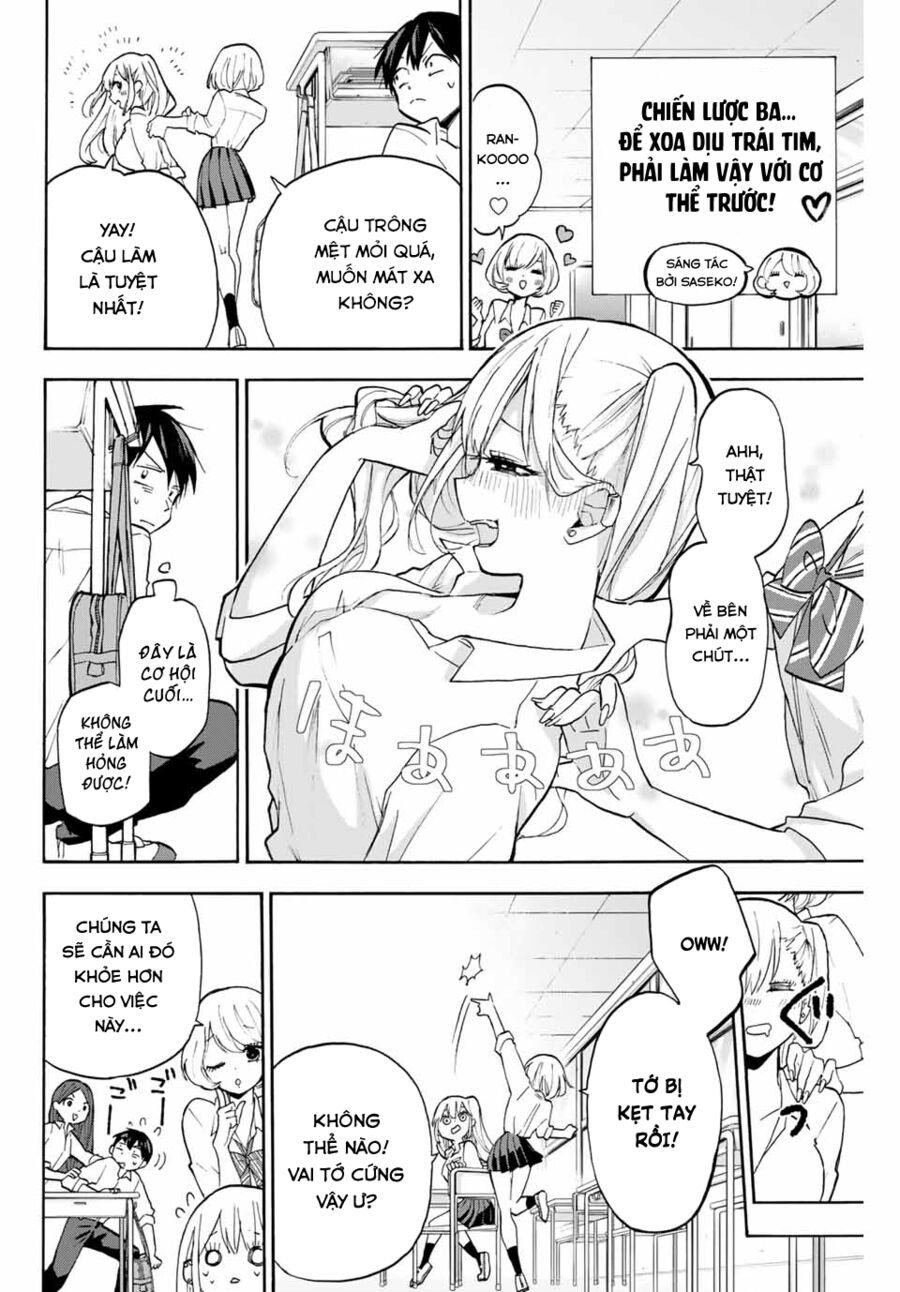 CHIẾN LƯỢC BA...
ĐỂ XOA DỊU TRÁI TIM,
PHẢI LÀM VẬY VỚI CƠ
THỂ TRƯỚC!
SÁNG TÁC
BỞI SASEKO!
RAN-
KOOOO
...
♡
CẬU TRÔNG
MỆT MỎI QUÁ,
MUỐN MÁT XA
KHÔNG?
YAY!
CẬU LÀM
LÀ TUYỆT
NHẤT!
AHH,
THẬT
TUYỆT!
VỀ BÊN
PHẢI MỘT
CHÚT...
ほぁぁぁぁぁ
ĐÂY LÀ
CƠ HỘI
CUỐI...
KHÔNG
THỂ LÀM
HỎNG
ĐƯỢC!
OWW!
TỚ BỊ
KẸT TAY
RỒI!
KHÔNG
THỂ NÀO!
VAI TỚ CỨNG
VẬY Ư?
CHÚNG TA
SẼ CẦN AI ĐÓ
KHỎE HƠN
CHO VIỆC
NÀY...